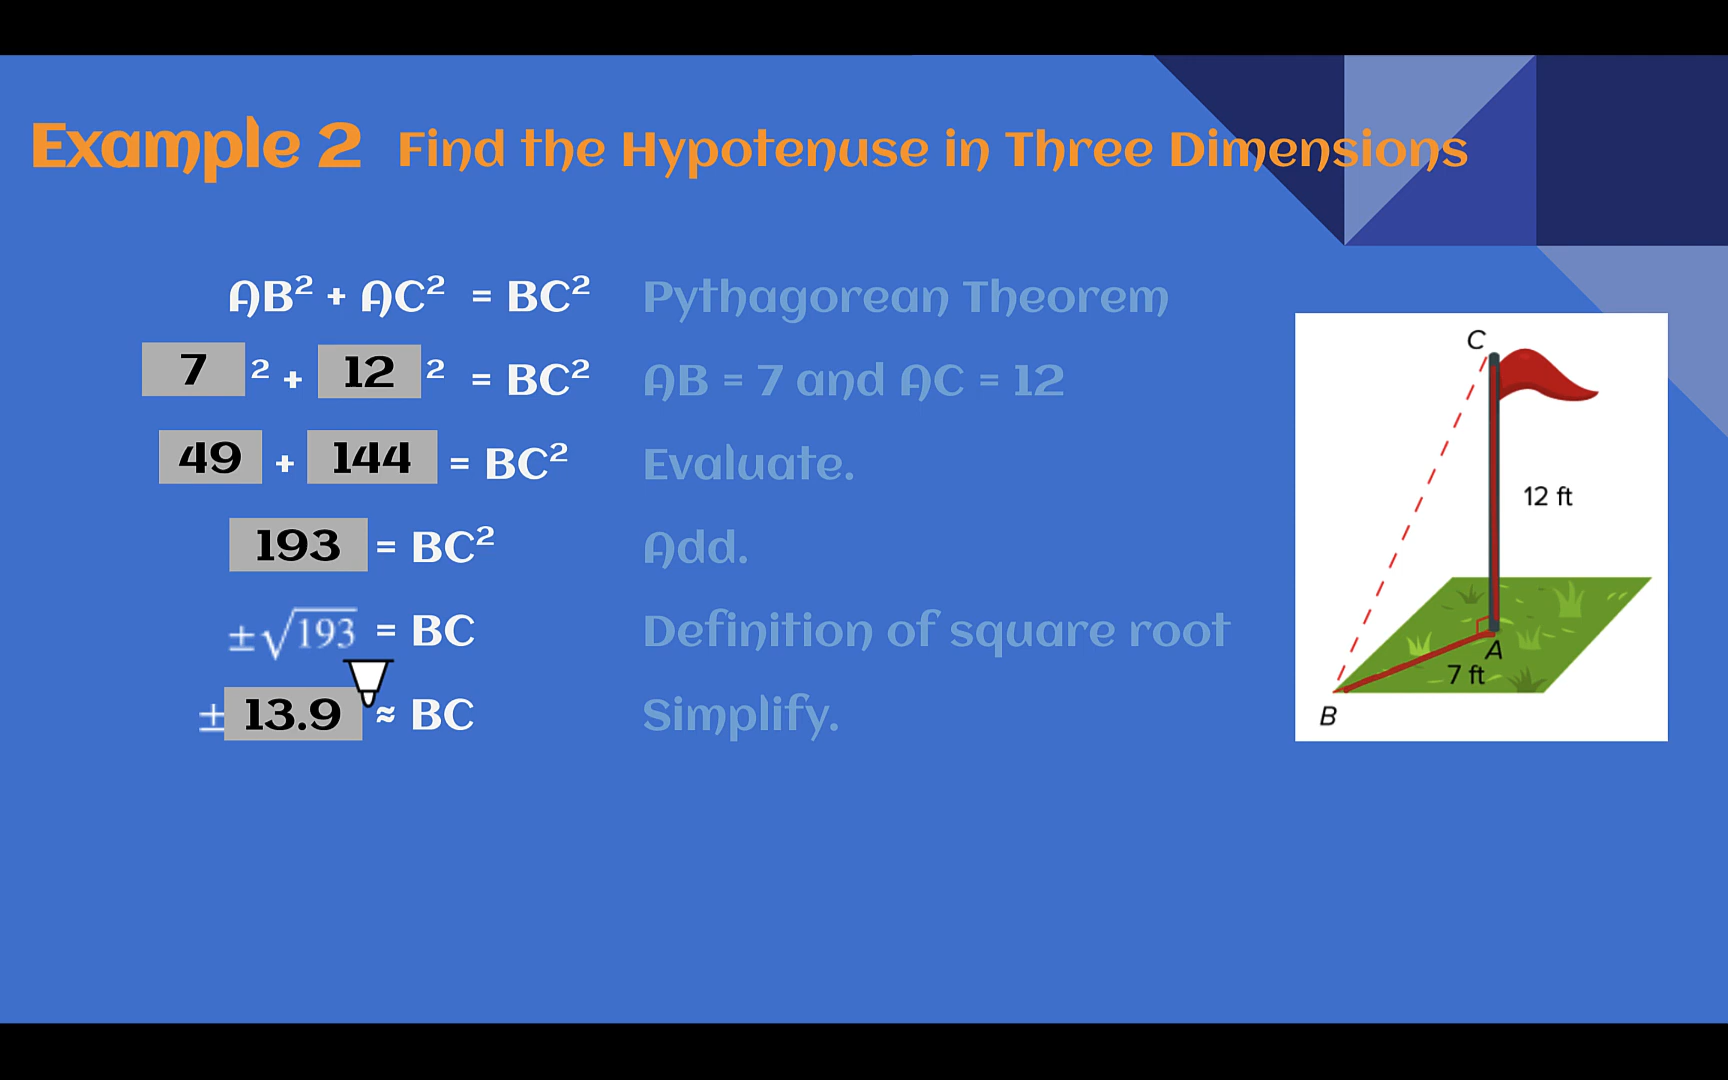 Example 2 Find the Hypotenuse in Three Dimensions
AB² + AC² = BC² Pythagorean Theorem
7 ² + 12 ² = BC² AB = 7 and AC = 12
49 + 144 = BC² Evaluate.
193 = BC² Add.
±√193 = BC Definition of square root
± 13.9 ≈ BC Simplify.
C
12 ft
A
7 ft
B